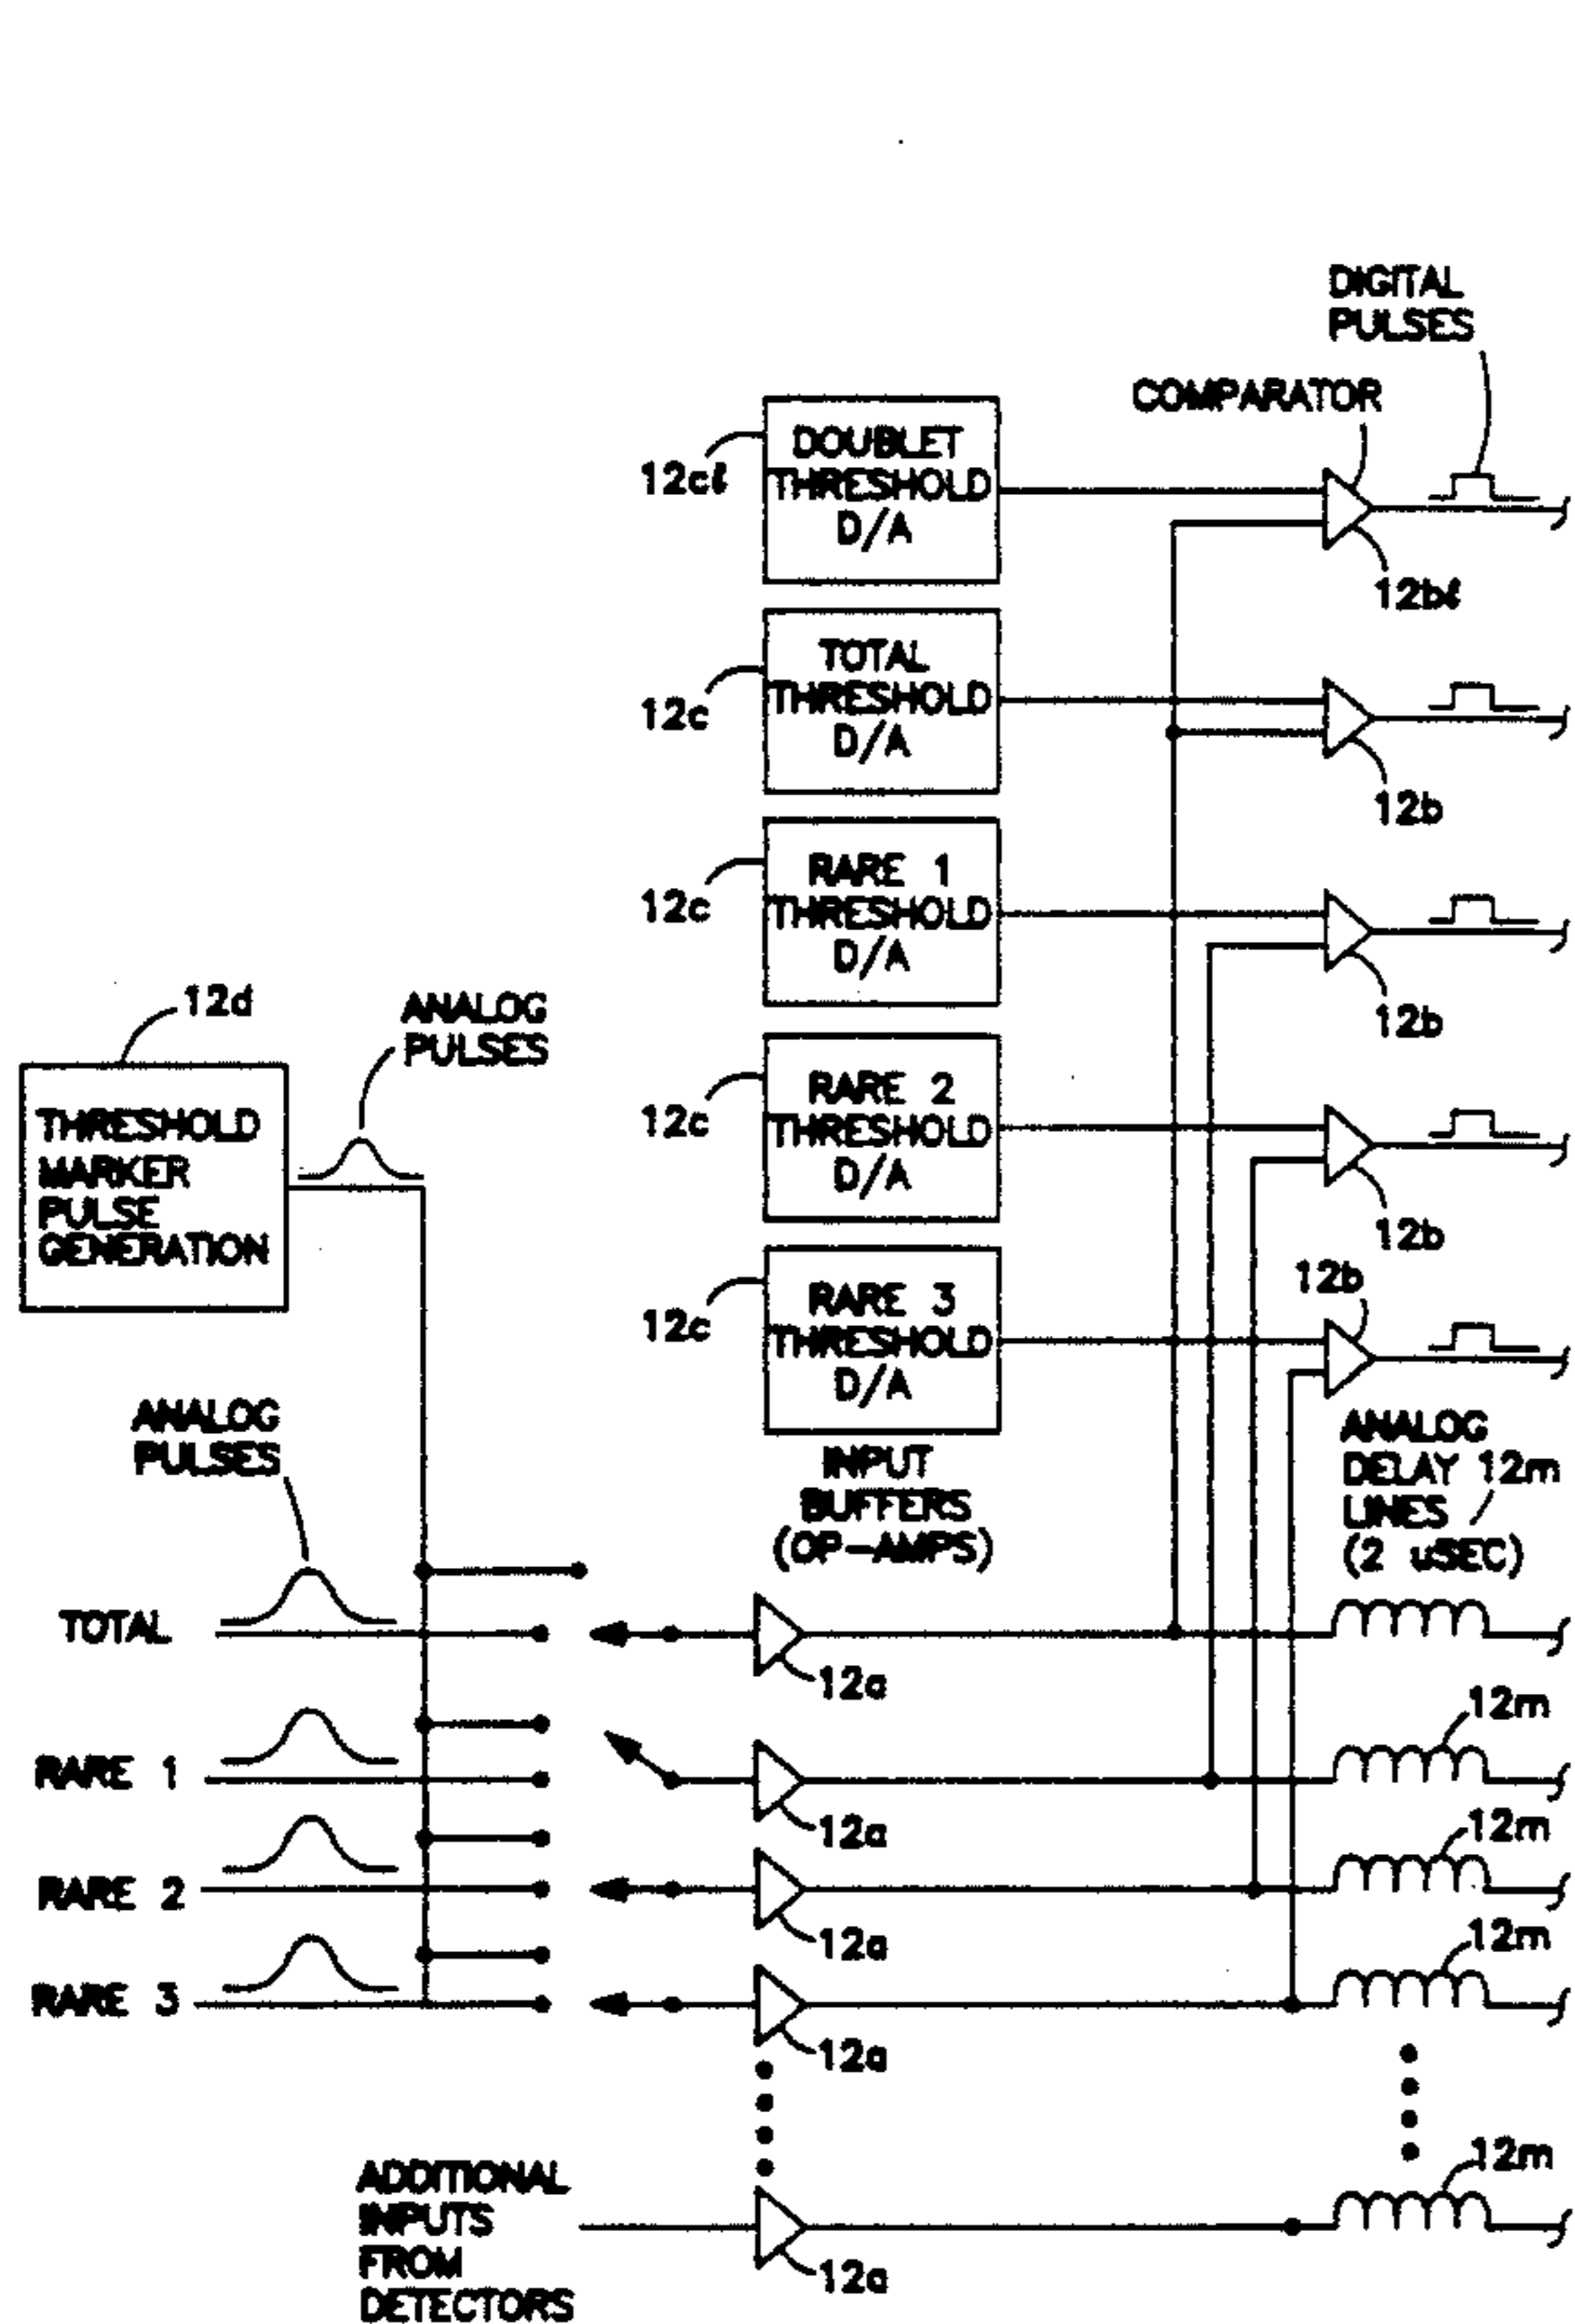 DIGITAL
PULSES
COMPARATOR
DOUBLET
THRESHOLD
D/A
12cℓ
12bℓ
TOTAL
THRESHOLD
D/A
12c
12b
RARE 1
THRESHOLD
D/A
12c
12b
12d
ANALOG
PULSES
THRESHOLD
MARKER
PULSE
GENERATION
RARE 2
THRESHOLD
D/A
12c
12b
RARE 3
THRESHOLD
D/A
12c
12b
ANALOG
PULSES
INPUT
BUFFERS
(OP-AMPS)
ANALOG
DELAY 12m
LINES
(2 uSEC)
TOTAL
12a
RARE 1
12a
12m
RARE 2
12a
12m
RARE 3
12a
12m
ADDITIONAL
INPUTS
FROM
DETECTORS
12a
12m